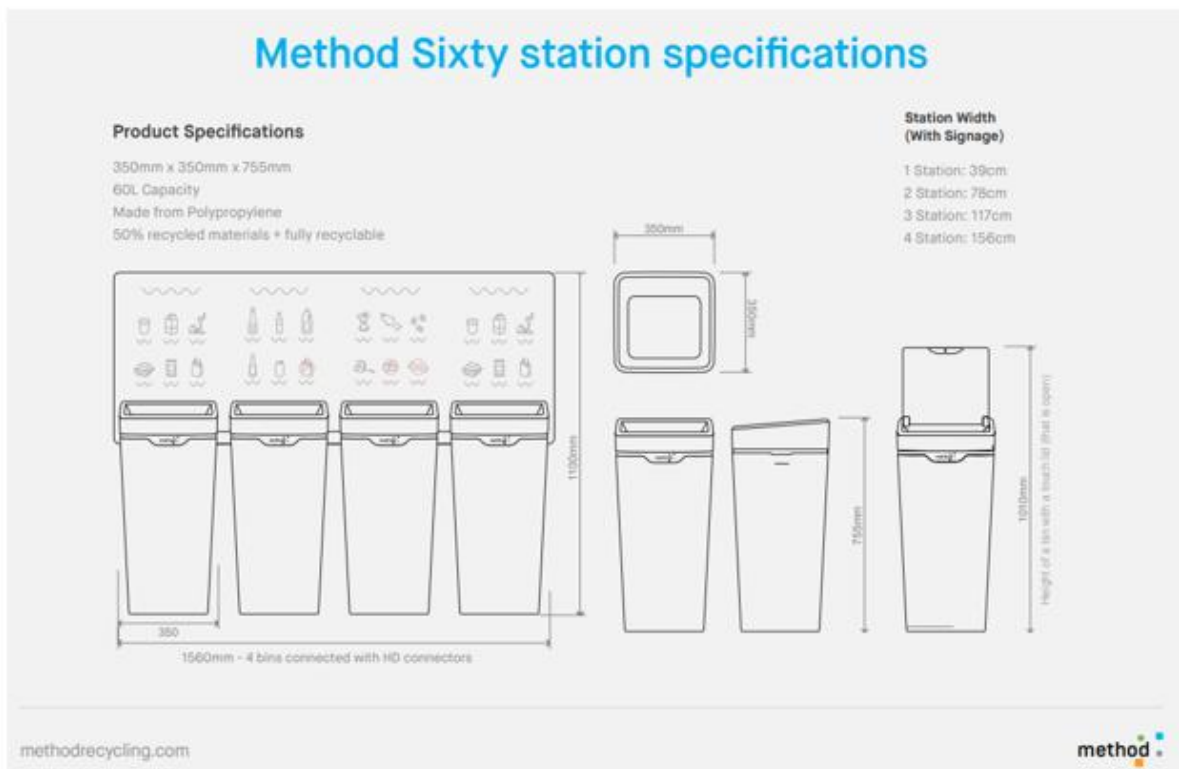 Method Sixty station specifications
Product Specifications
350mm x 350mm x 755mm
60L Capacity
Made from Polypropylene
50% recycled materials + fully recyclable
Station Width
(With Signage)
1 Station: 39cm
2 Station: 78cm
3 Station: 117cm
4 Station: 156cm
350mm
350mm
1100mm
755mm
1010mm
Height of a bin with a touch lid (that is open)
350
1560mm - 4 bins connected with HD connectors
methodrecycling.com
method